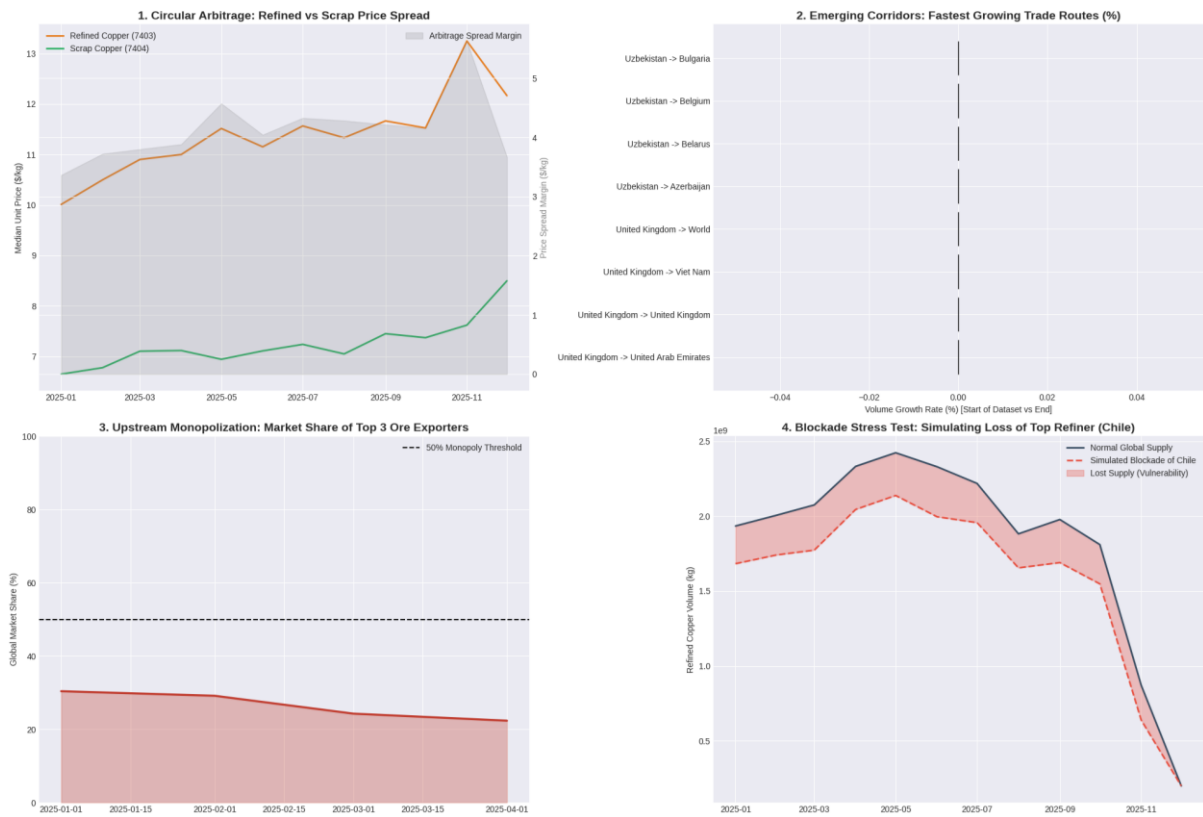 1. Circular Arbitrage: Refined vs Scrap Price Spread
Refined Copper (7403)
Scrap Copper (7404)
Arbitrage Spread Margin
Median Unit Price ($/kg)
13
12
11
10
9
8
7
5
4
3
2
1
0
Price Spread Margin ($/kg)
2025-01 2025-03 2025-05 2025-07 2025-09 2025-11
2. Emerging Corridors: Fastest Growing Trade Routes (%)
Uzbekistan -> Bulgaria
Uzbekistan -> Belgium
Uzbekistan -> Belarus
Uzbekistan -> Azerbaijan
United Kingdom -> World
United Kingdom -> Viet Nam
United Kingdom -> United Kingdom
United Kingdom -> United Arab Emirates
−0.04 −0.02 0.00 0.02 0.04
Volume Growth Rate (%) [Start of Dataset vs End]
3. Upstream Monopolization: Market Share of Top 3 Ore Exporters
50% Monopoly Threshold
Global Market Share (%)
100
80
60
40
20
0
2025-01-01 2025-01-15 2025-02-01 2025-02-15 2025-03-01 2025-03-15 2025-04-01
4. Blockade Stress Test: Simulating Loss of Top Refiner (Chile)
1e9
Normal Global Supply
Simulated Blockade of Chile
Lost Supply (Vulnerability)
Refined Copper Volume (kg)
2.5
2.0
1.5
1.0
0.5
2025-01 2025-03 2025-05 2025-07 2025-09 2025-11